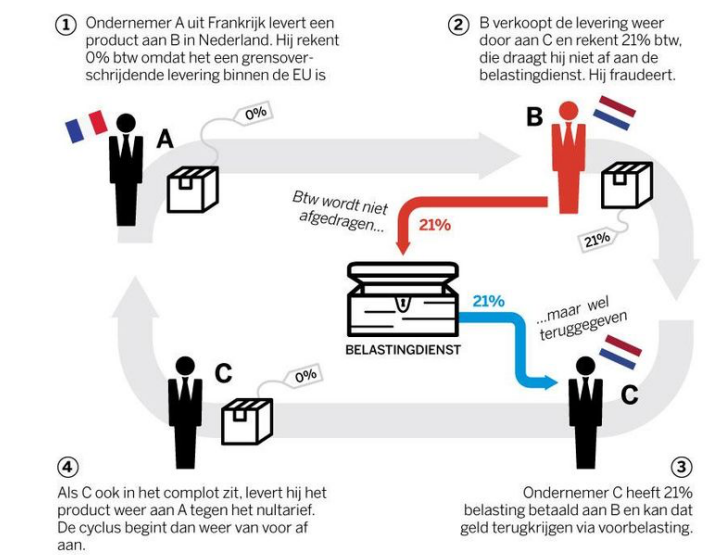 1 Ondernemer A uit Frankrijk levert een
product aan B in Nederland. Hij rekent
0% btw omdat het een grensover-
schrijdende levering binnen de EU is
2 B verkoopt de levering weer
door aan C en rekent 21% btw,
die draagt hij niet af aan de
belastingdienst. Hij fraudeert.
A
0%
B
21%
Btw wordt niet
afgedragen...
21%
BELASTINGDIENST
21%
...maar wel
teruggegeven
C
3
Ondernemer C heeft 21%
belasting betaald aan B en kan dat
geld terugkrijgen via voorbelasting.
C
0%
4
Als C ook in het complot zit, levert hij het
product weer aan A tegen het nultarief.
De cyclus begint dan weer van voor af
aan.